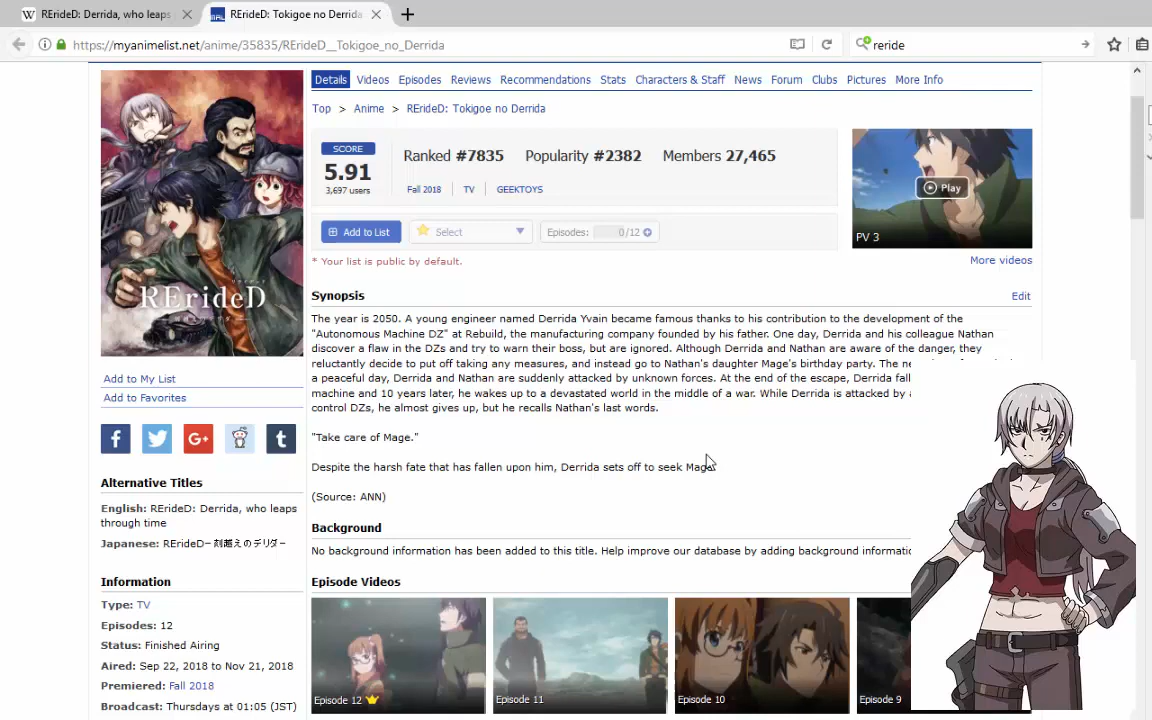 RErideD: Derrida, who leaps
RErideD: Tokigoe no Derrida
https://myanimelist.net/anime/35835/RErideD__Tokigoe_no_Derrida
reride
Details Videos Episodes Reviews Recommendations Stats Characters & Staff News Forum Clubs Pictures More Info
Top > Anime > RErideD: Tokigoe no Derrida
SCORE
5.91
3,697 users
Ranked #7835 Popularity #2382 Members 27,465
Fall 2018 TV GEEKTOYS
Add to List Select Episodes: 0/12
* Your list is public by default.
Play
PV 3
More videos
RErideD
Synopsis Edit
The year is 2050. A young engineer named Derrida Yvain became famous thanks to his contribution to the development of the
"Autonomous Machine DZ" at Rebuild, the manufacturing company founded by his father. One day, Derrida and his colleague Nathan
discover a flaw in the DZs and try to warn their boss, but are ignored. Although Derrida and Nathan are aware of the danger, they
reluctantly decide to put off taking any measures, and instead go to Nathan's daughter Mage's birthday party. The ne
a peaceful day, Derrida and Nathan are suddenly attacked by unknown forces. At the end of the escape, Derrida fall
machine and 10 years later, he wakes up to a devastated world in the middle of a war. While Derrida is attacked by
control DZs, he almost gives up, but he recalls Nathan's last words.
"Take care of Mage."
Despite the harsh fate that has fallen upon him, Derrida sets off to seek Mage
(Source: ANN)
Background
No background information has been added to this title. Help improve our database by adding background informatio
Episode Videos
Episode 12
Episode 11
Episode 10
Episode 9
Add to My List
Add to Favorites
Alternative Titles
English: RErideD: Derrida, who leaps
through time
Japanese: RErideD－刻越えのデリダ－
Information
Type: TV
Episodes: 12
Status: Finished Airing
Aired: Sep 22, 2018 to Nov 21, 2018
Premiered: Fall 2018
Broadcast: Thursdays at 01:05 (JST)